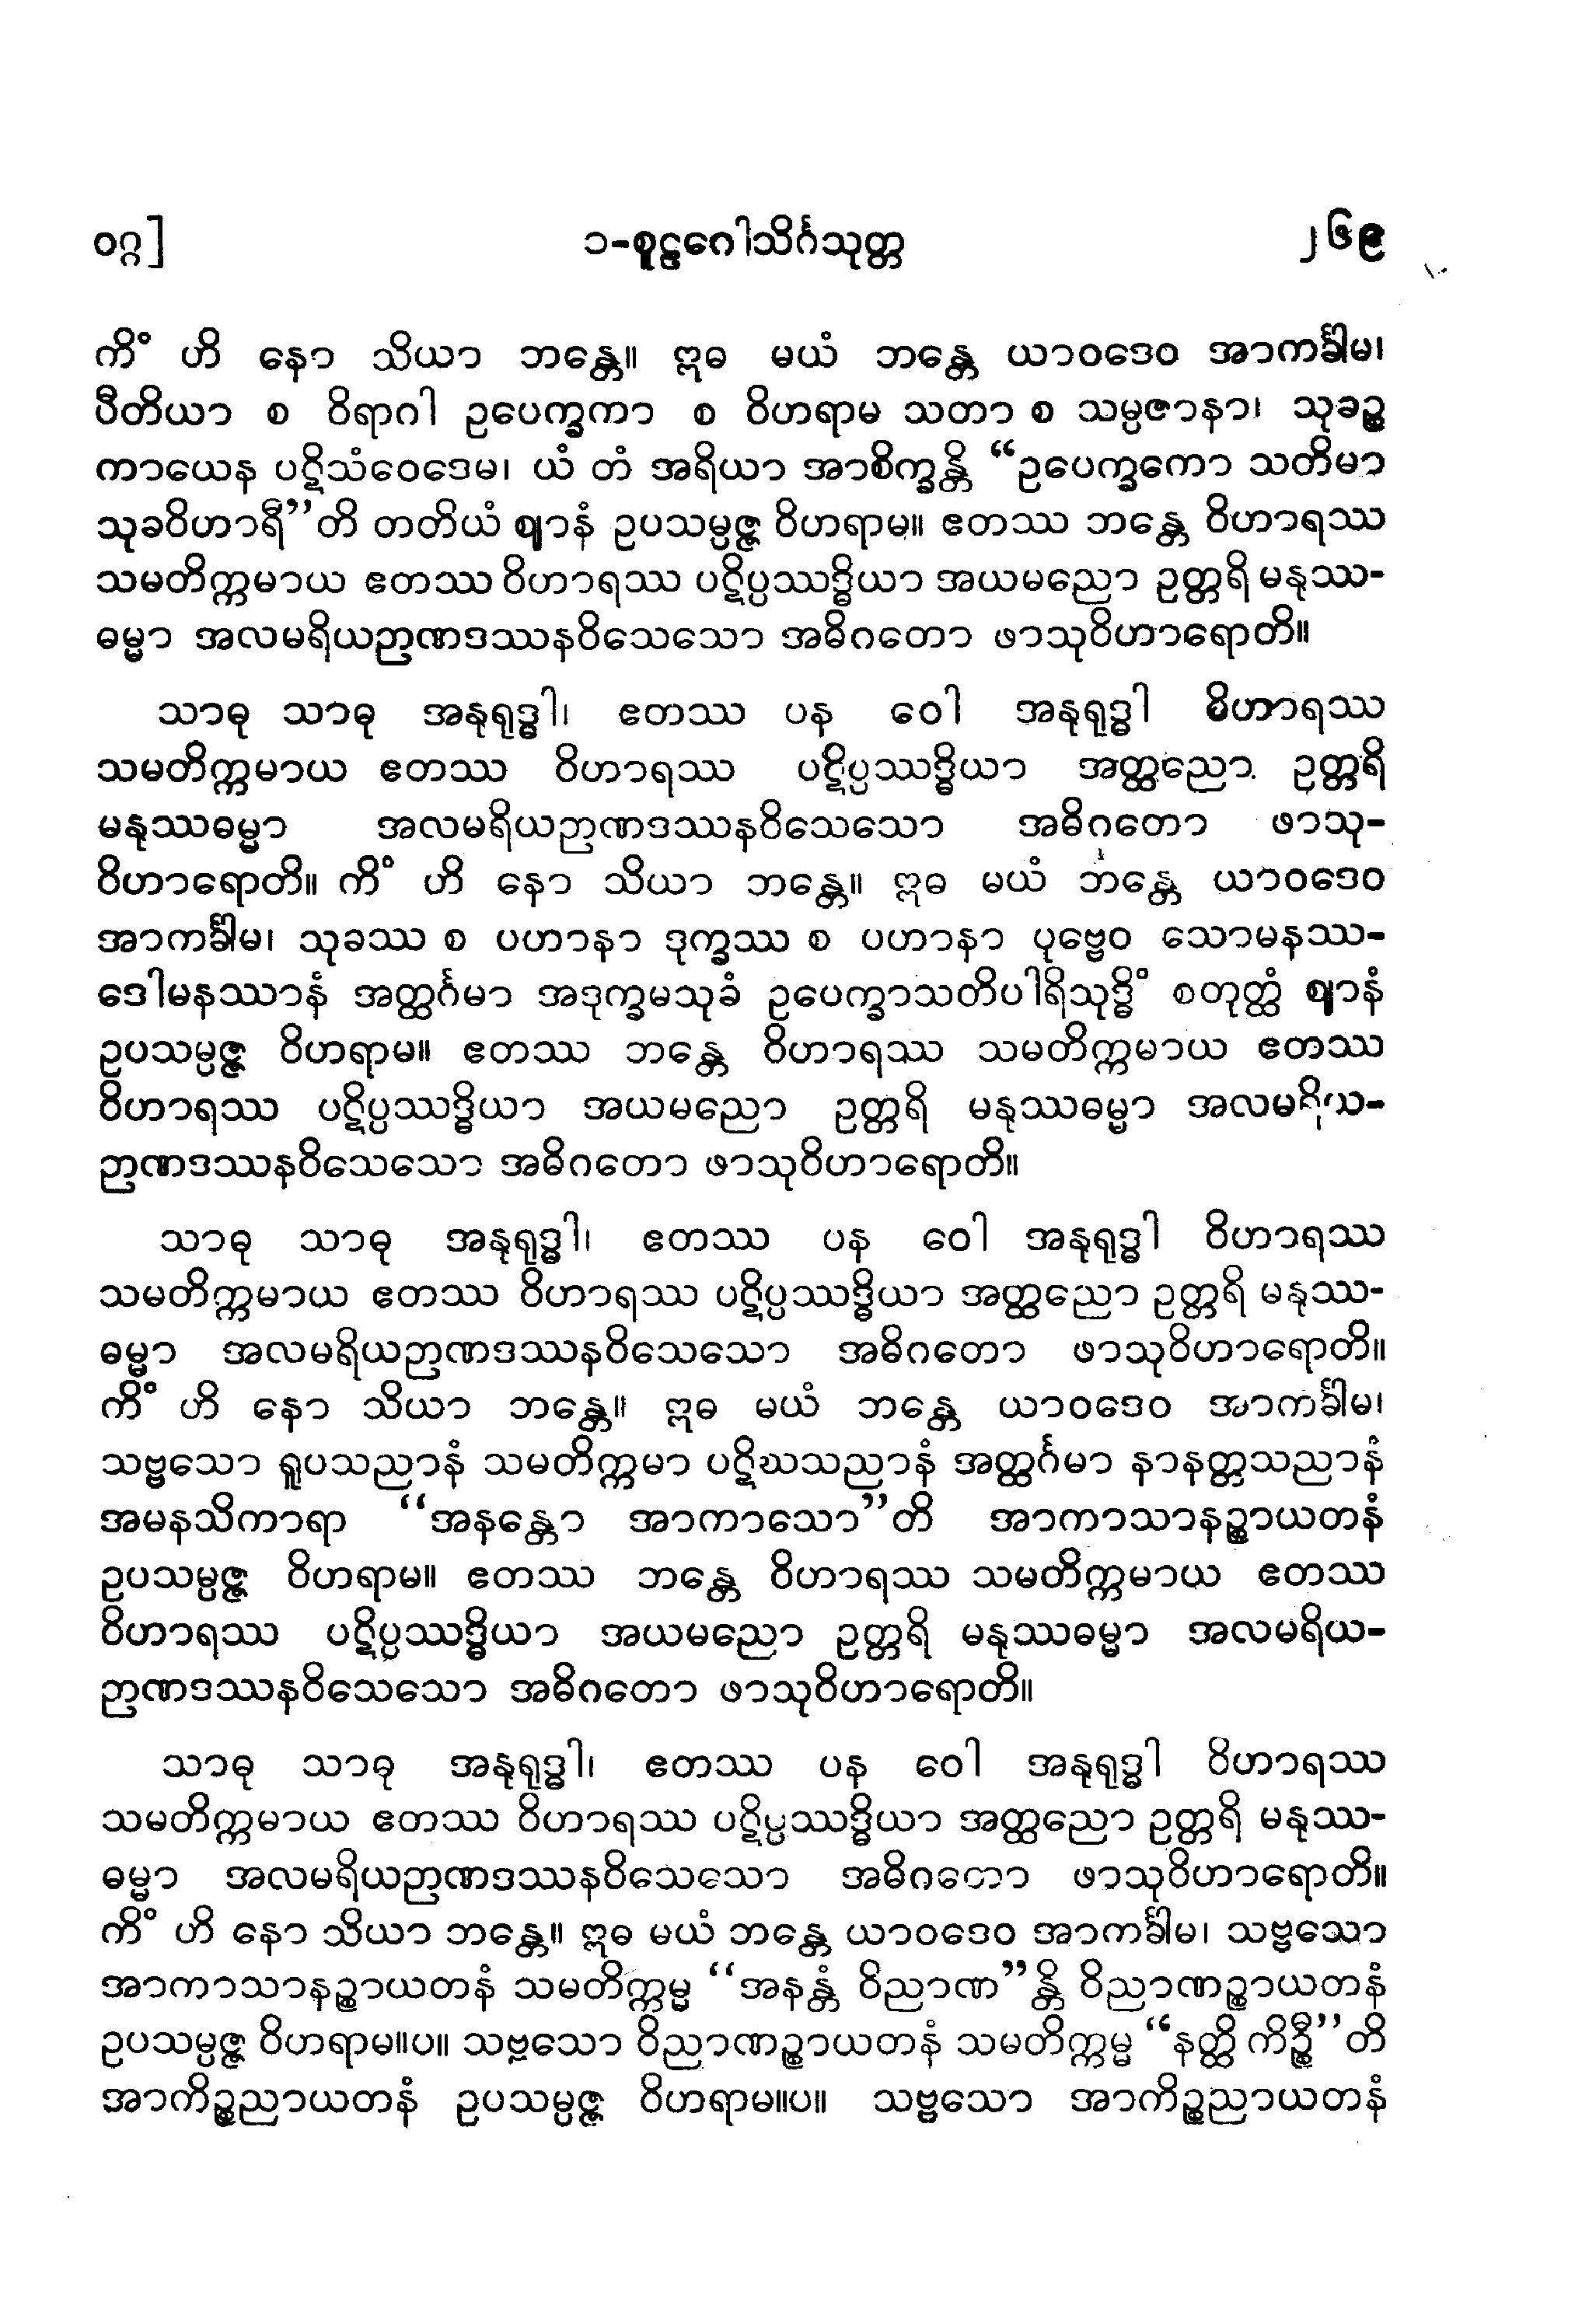 ဝဂ္ဂ]
၁-စူဠဂေါသိင်္ဂသုတ္တ
၂၆၉
ကိံ ဟိ နော သိယာ ဘန္တေ။ ဣဓ မယံ ဘန္တေ ယာဝဒေဝ အာကင်္ခါမ၊
ပီတိယာ စ ဝိရာဂါ ဥပေက္ခကာ စ ဝိဟရာမ သတာ စ သမ္ပဇာနာ၊ သုခဉ္စ
ကာယေန ပဋိသံဝေဒေမ၊ ယံ တံ အရိယာ အာစိက္ခန္တိ “ဥပေက္ခကော သတိမာ
သုခဝိဟာရီ”တိ တတိယံ ဈာနံ ဥပသမ္ပဇ္ဇ ဝိဟရာမ။ ဧတဿ ဘန္တေ ဝိဟာရဿ
သမတိက္ကမာယ ဧတဿ ဝိဟာရဿ ပဋိပ္ပဿဒ္ဓိယာ အယမညော ဥတ္တရိ မနုဿ-
ဓမ္မာ အလမရိယဉာဏဒဿနဝိသေသော အဓိဂတော ဖာသုဝိဟာရောတိ။
သာဓု သာဓု အနုရုဒ္ဓါ၊ ဧတဿ ပန ဝေါ အနုရုဒ္ဓါ ဝိဟာရဿ
သမတိက္ကမာယ ဧတဿ ဝိဟာရဿ ပဋိပ္ပဿဒ္ဓိယာ အတ္ထညော ဥတ္တရိ
မနုဿဓမ္မာ အလမရိယဉာဏဒဿနဝိသေသော အဓိဂတော ဖာသု-
ဝိဟာရောတိ။ ကိံ ဟိ နော သိယာ ဘန္တေ။ ဣဓ မယံ ဘန္တေ ယာဝဒေဝ
အာကင်္ခါမ၊ သုခဿ စ ပဟာနာ ဒုက္ခဿ စ ပဟာနာ ပုဗ္ဗေဝ သောမနဿ-
ဒေါမနဿာနံ အတ္ထင်္ဂမာ အဒုက္ခမသုခံ ဥပေက္ခာသတိပါရိသုဒ္ဓိံ စတုတ္ထံ ဈာနံ
ဥပသမ္ပဇ္ဇ ဝိဟရာမ။ ဧတဿ ဘန္တေ ဝိဟာရဿ သမတိက္ကမာယ ဧတဿ
ဝိဟာရဿ ပဋိပ္ပဿဒ္ဓိယာ အယမညော ဥတ္တရိ မနုဿဓမ္မာ အလမရိယ-
ဉာဏဒဿနဝိသေသော အဓိဂတော ဖာသုဝိဟာရောတိ။
သာဓု သာဓု အနုရုဒ္ဓါ၊ ဧတဿ ပန ဝေါ အနုရုဒ္ဓါ ဝိဟာရဿ
သမတိက္ကမာယ ဧတဿ ဝိဟာရဿ ပဋိပ္ပဿဒ္ဓိယာ အတ္ထညော ဥတ္တရိ မနုဿ-
ဓမ္မာ အလမရိယဉာဏဒဿနဝိသေသော အဓိဂတော ဖာသုဝိဟာရောတိ။
ကိံ ဟိ နော သိယာ ဘန္တေ။ ဣဓ မယံ ဘန္တေ ယာဝဒေဝ အာကင်္ခါမ၊
သဗ္ဗသော ရူပသညာနံ သမတိက္ကမာ ပဋိဃသညာနံ အတ္ထင်္ဂမာ နာနတ္တသညာနံ
အမနသိကာရာ “အနန္တော အာကာသော”တိ အာကာသာနဉ္စာယတနံ
ဥပသမ္ပဇ္ဇ ဝိဟရာမ။ ဧတဿ ဘန္တေ ဝိဟာရဿ သမတိက္ကမာယ ဧတဿ
ဝိဟာရဿ ပဋိပ္ပဿဒ္ဓိယာ အယမညော ဥတ္တရိ မနုဿဓမ္မာ အလမရိယ-
ဉာဏဒဿနဝိသေသော အဓိဂတော ဖာသုဝိဟာရောတိ။
သာဓု သာဓု အနုရုဒ္ဓါ၊ ဧတဿ ပန ဝေါ အနုရုဒ္ဓါ ဝိဟာရဿ
သမတိက္ကမာယ ဧတဿ ဝိဟာရဿ ပဋိပ္ပဿဒ္ဓိယာ အတ္ထညော ဥတ္တရိ မနုဿ-
ဓမ္မာ အလမရိယဉာဏဒဿနဝိသေသော အဓိဂတော ဖာသုဝိဟာရောတိ။
ကိံ ဟိ နော သိယာ ဘန္တေ။ ဣဓ မယံ ဘန္တေ ယာဝဒေဝ အာကင်္ခါမ၊ သဗ္ဗသော
အာကာသာနဉ္စာယတနံ သမတိက္ကမ္မ “အနန္တံ ဝိညာဏ”န္တိ ဝိညာဏဉ္စာယတနံ
ဥပသမ္ပဇ္ဇ ဝိဟရာမ။ပ။ သဗ္ဗသော ဝိညာဏဉ္စာယတနံ သမတိက္ကမ္မ “နတ္ထိ ကိဉ္စီ”တိ
အာကိဉ္စညာယတနံ ဥပသမ္ပဇ္ဇ ဝိဟရာမ။ပ။ သဗ္ဗသော အာကိဉ္စညာယတနံ